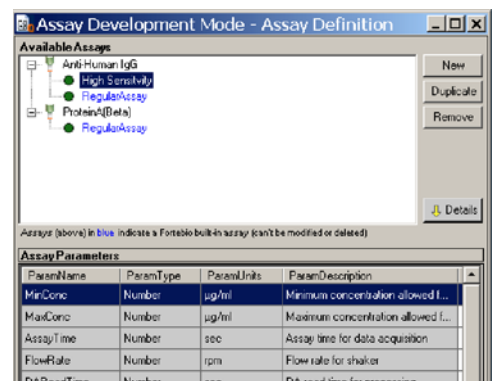 Assay Development Mode - Assay Definition
Available Assays
Anti-Human IgG
High Sensitvity
RegularAssay
ProteinA(Beta)
RegularAssay
New
Duplicate
Remove
Details
Assays (above) in blue indicate a Fortebio built-in assay (can't be modified or deleted)
Assay Parameters
ParamName ParamType ParamUnits ParamDescription
MinConc Number µg/ml Minimum concentration allowed f...
MaxConc Number µg/ml Maximum concentration allowed f...
AssayTime Number sec Assay time for data acquisition
FlowRate Number rpm Flow rate for shaker
Number